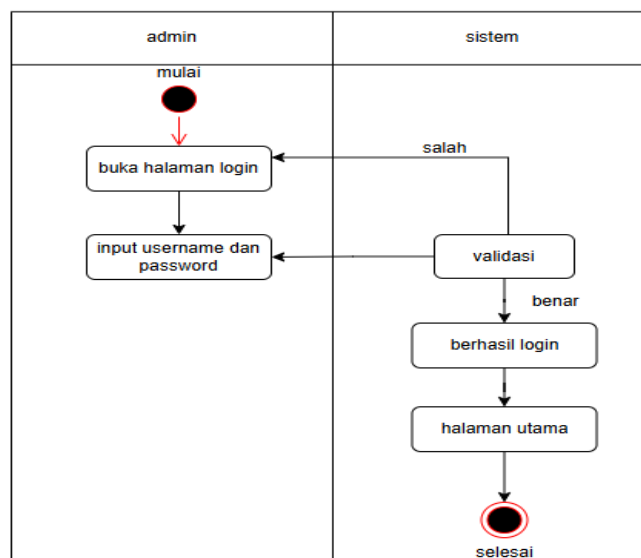 admin
sistem
mulai
buka halaman login
salah
input username dan
password
validasi
benar
berhasil login
halaman utama
selesai